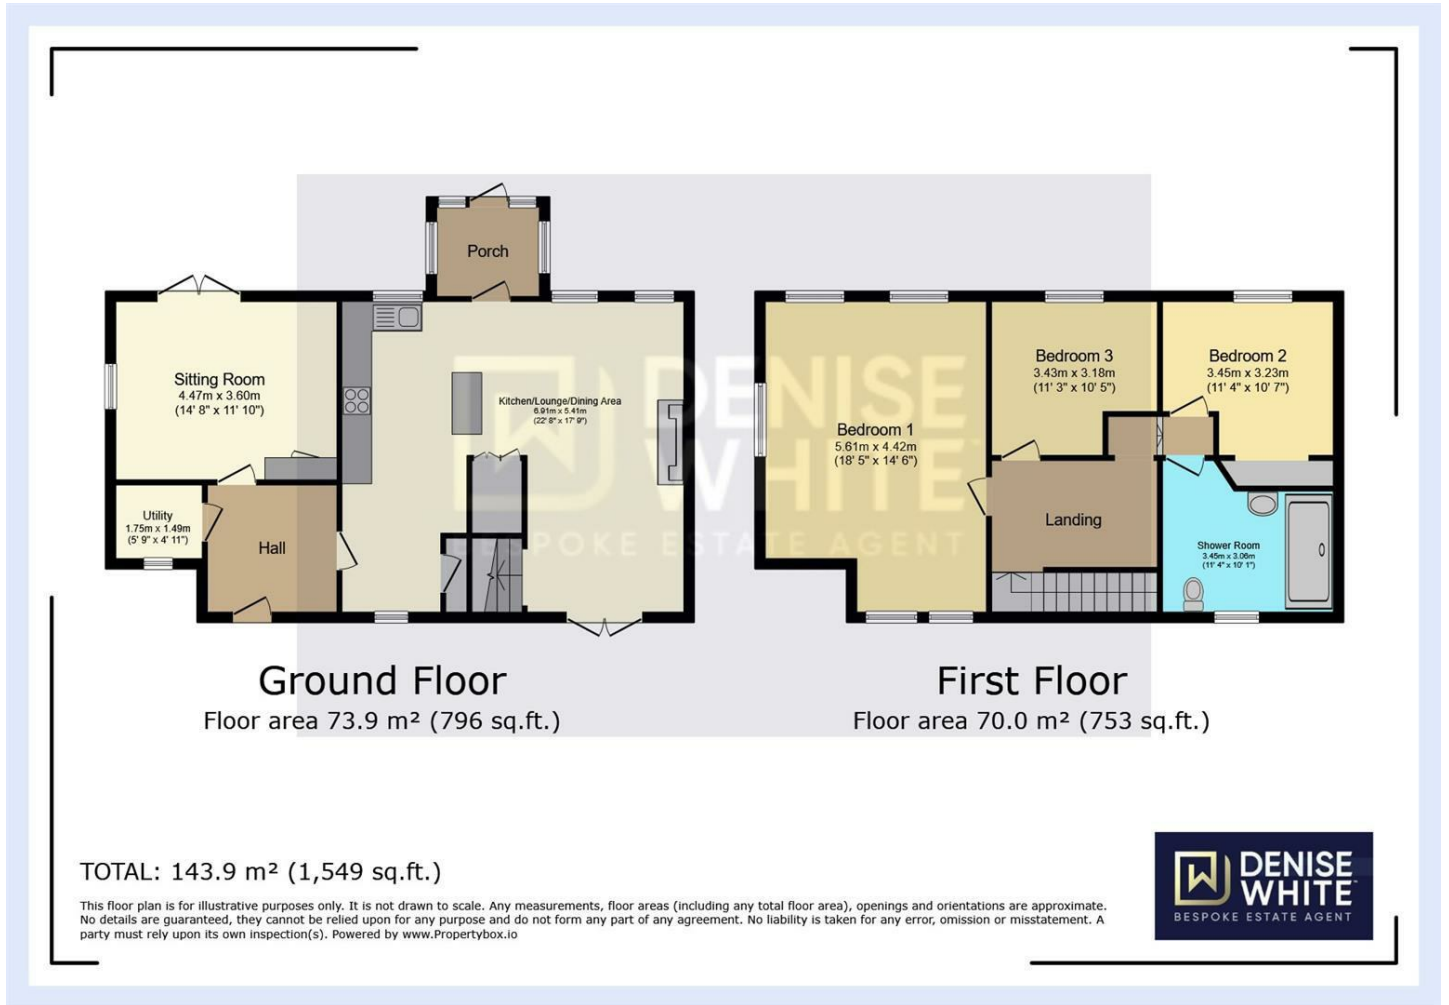 Porch
Sitting Room
4.47m x 3.60m
(14' 8" x 11' 10")
Kitchen/Lounge/Dining Area
6.91m x 5.41m
(22' 8" x 17' 9")
Utility
1.75m x 1.49m
(5' 9" x 4' 11")
Hall
Bedroom 1
5.61m x 4.42m
(18' 5" x 14' 6")
Bedroom 3
3.43m x 3.18m
(11' 3" x 10' 5")
Bedroom 2
3.45m x 3.23m
(11' 4" x 10' 7")
Landing
Shower Room
3.45m x 3.06m
(11' 4" x 10' 1")
DENISE
WHITE
BESPOKE ESTATE AGENT
Ground Floor
Floor area 73.9 m² (796 sq.ft.)
First Floor
Floor area 70.0 m² (753 sq.ft.)
TOTAL: 143.9 m² (1,549 sq.ft.)
This floor plan is for illustrative purposes only. It is not drawn to scale. Any measurements, floor areas (including any total floor area), openings and orientations are approximate.
No details are guaranteed, they cannot be relied upon for any purpose and do not form any part of any agreement. No liability is taken for any error, omission or misstatement. A
party must rely upon its own inspection(s). Powered by www.Propertybox.io
DENISE
WHITE™
BESPOKE ESTATE AGENT